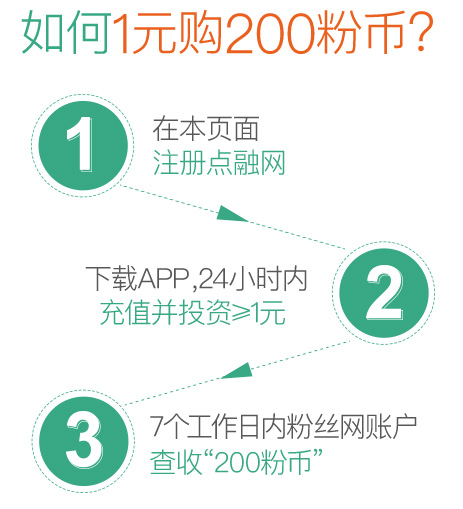 如何1元购200粉币?
1
在本页面
注册点融网
下载APP,24小时内
充值并投资≥1元
2
3
7个工作日内粉丝网账户
查收“200粉币”